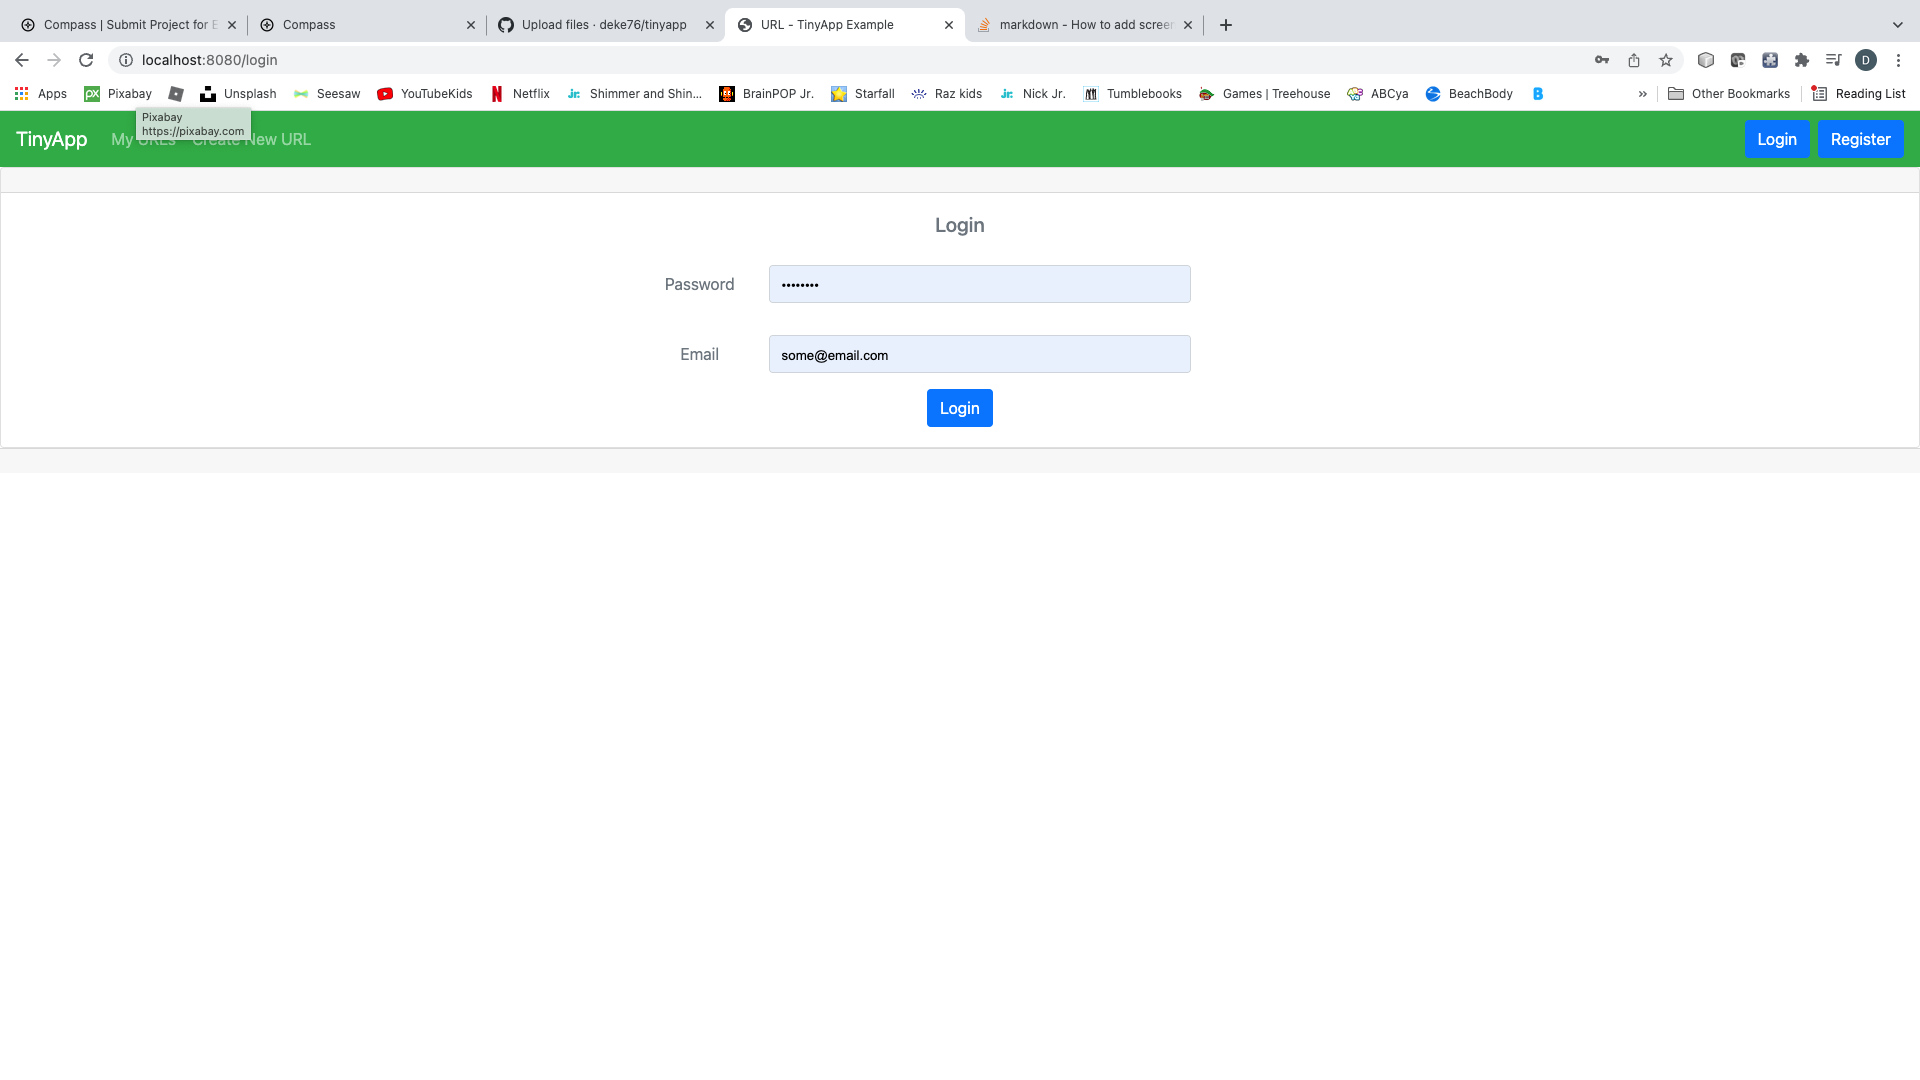 Compass | Submit Project for E
Compass
Upload files · deke76/tinyapp
URL - TinyApp Example
markdown - How to add screen
localhost:8080/login
D
Apps
Pixabay
Unsplash
Seesaw
YouTubeKids
Netflix
Shimmer and Shin...
BrainPOP Jr.
Starfall
Raz kids
Nick Jr.
Tumblebooks
Games | Treehouse
ABCya
BeachBody
B
»
Other Bookmarks
Reading List
Pixabay
https://pixabay.com
TinyApp
My URLs
Create New URL
Login
Register
Login
Password
••••••••
Email
some@email.com
Login